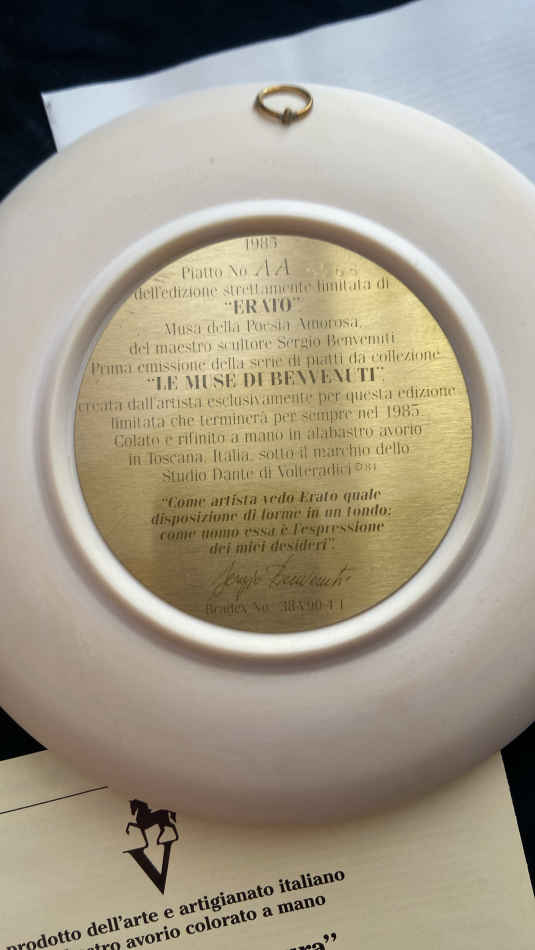 1985
Piatto No AA
dell'edizione strettamente limitata di
"ERATO"
Musa della Poesia Amorosa,
del maestro scultore Sergio Benvenuti
Prima emissione della serie di piatti da collezione
"LE MUSE DI BENVENUTI",
creata dall'artista esclusivamente per questa edizione
limitata che terminerà per sempre nel 1985.
Colato e rifinito a mano in alabastro avorio
in Toscana, Italia, sotto il marchio dello
Studio Dante di Volteradici © 84
"Come artista vedo Erato quale
disposizione di forme in un tondo;
come uomo essa è l'espressione
dei miei desideri".
Sergio Benvenuti
Bradex No. 38-V90-4.1
V
prodotto dell'arte e artigianato italiano
avorio colorato a mano